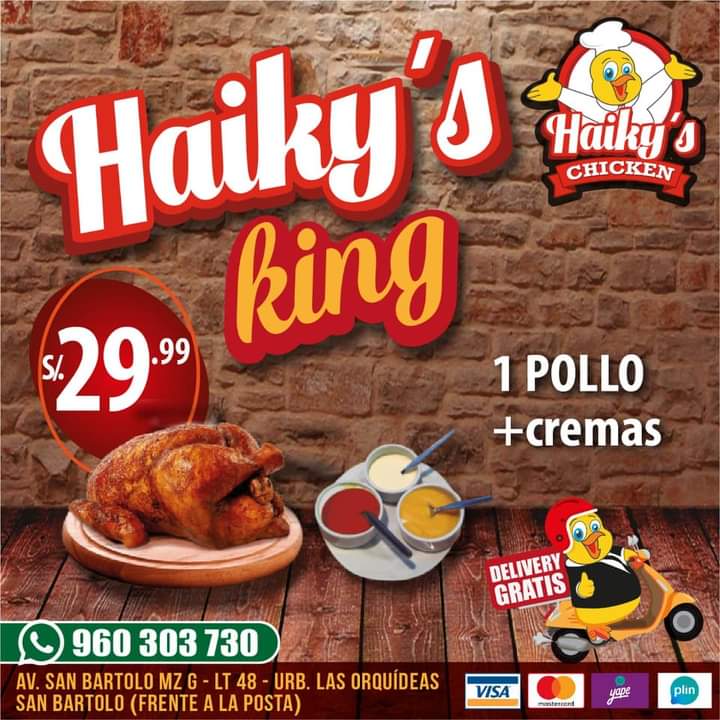 Haiky's
king
Haiky's
CHICKEN
S/.29.99
1 POLLO
+cremas
DELIVERY
GRATIS
960 303 730
AV. SAN BARTOLO MZ G - LT 48 - URB. LAS ORQUÍDEAS
SAN BARTOLO (FRENTE A LA POSTA)
VISA
mastercard
yape
plin